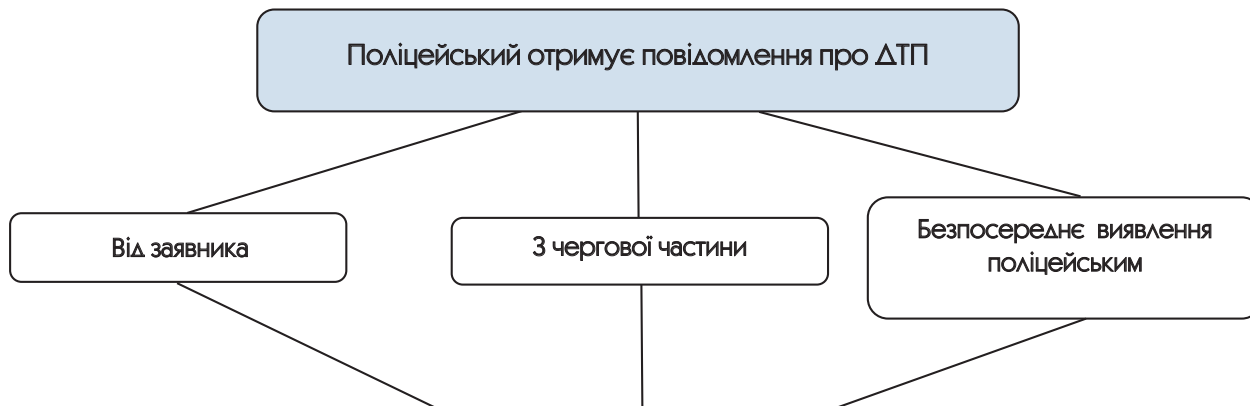 Поліцейський отримує повідомлення про ДТП
Від заявника
З чергової частини
Безпосереднє виявлення
поліцейським